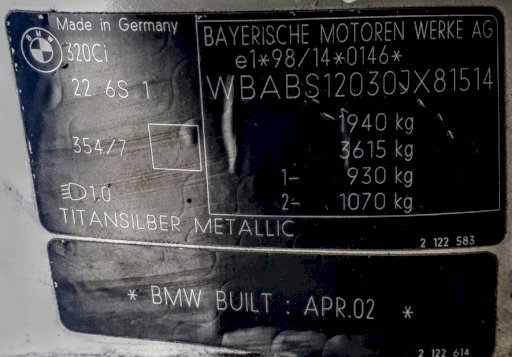 BMW
Made in Germany
320Ci
22 6S 1
354/7
1.0
TITANSILBER METALLIC
BAYERISCHE MOTOREN WERKE AG
e1*98/14*0146*
WBABS12030JX81514
1940 kg
3615 kg
1- 930 kg
2- 1070 kg
2 122 583
* BMW BUILT : APR.02 *
2 122 614